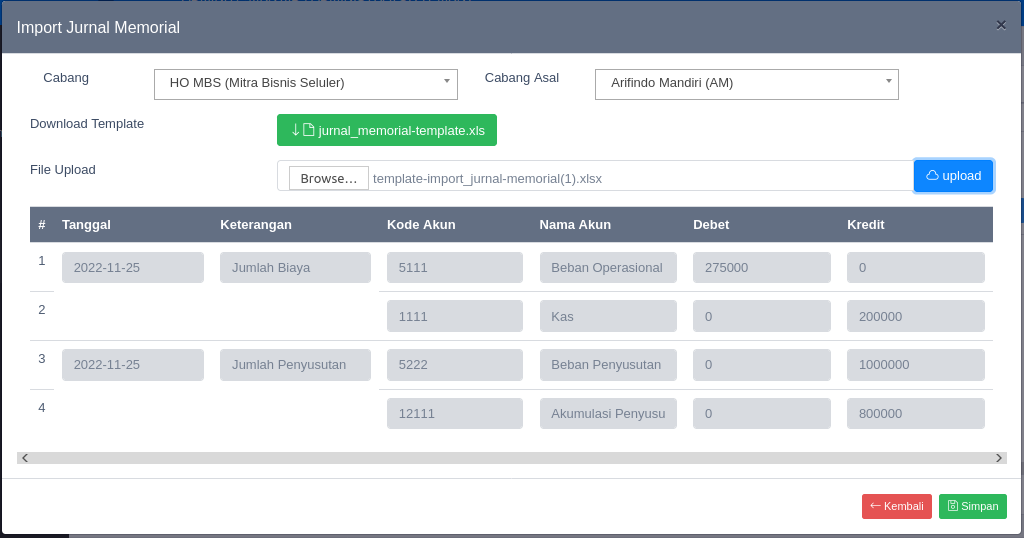 Import Jurnal Memorial ×
Cabang HO MBS (Mitra Bisnis Seluler) Cabang Asal Arifindo Mandiri (AM)
Download Template jurnal_memorial-template.xls
File Upload Browse... template-import_jurnal-memorial(1).xlsx upload
# Tanggal Keterangan Kode Akun Nama Akun Debet Kredit
1 2022-11-25 Jumlah Biaya 5111 Beban Operasional 275000 0
2 1111 Kas 0 200000
3 2022-11-25 Jumlah Penyusutan 5222 Beban Penyusutan 0 1000000
4 12111 Akumulasi Penyusu 0 800000
Kembali Simpan